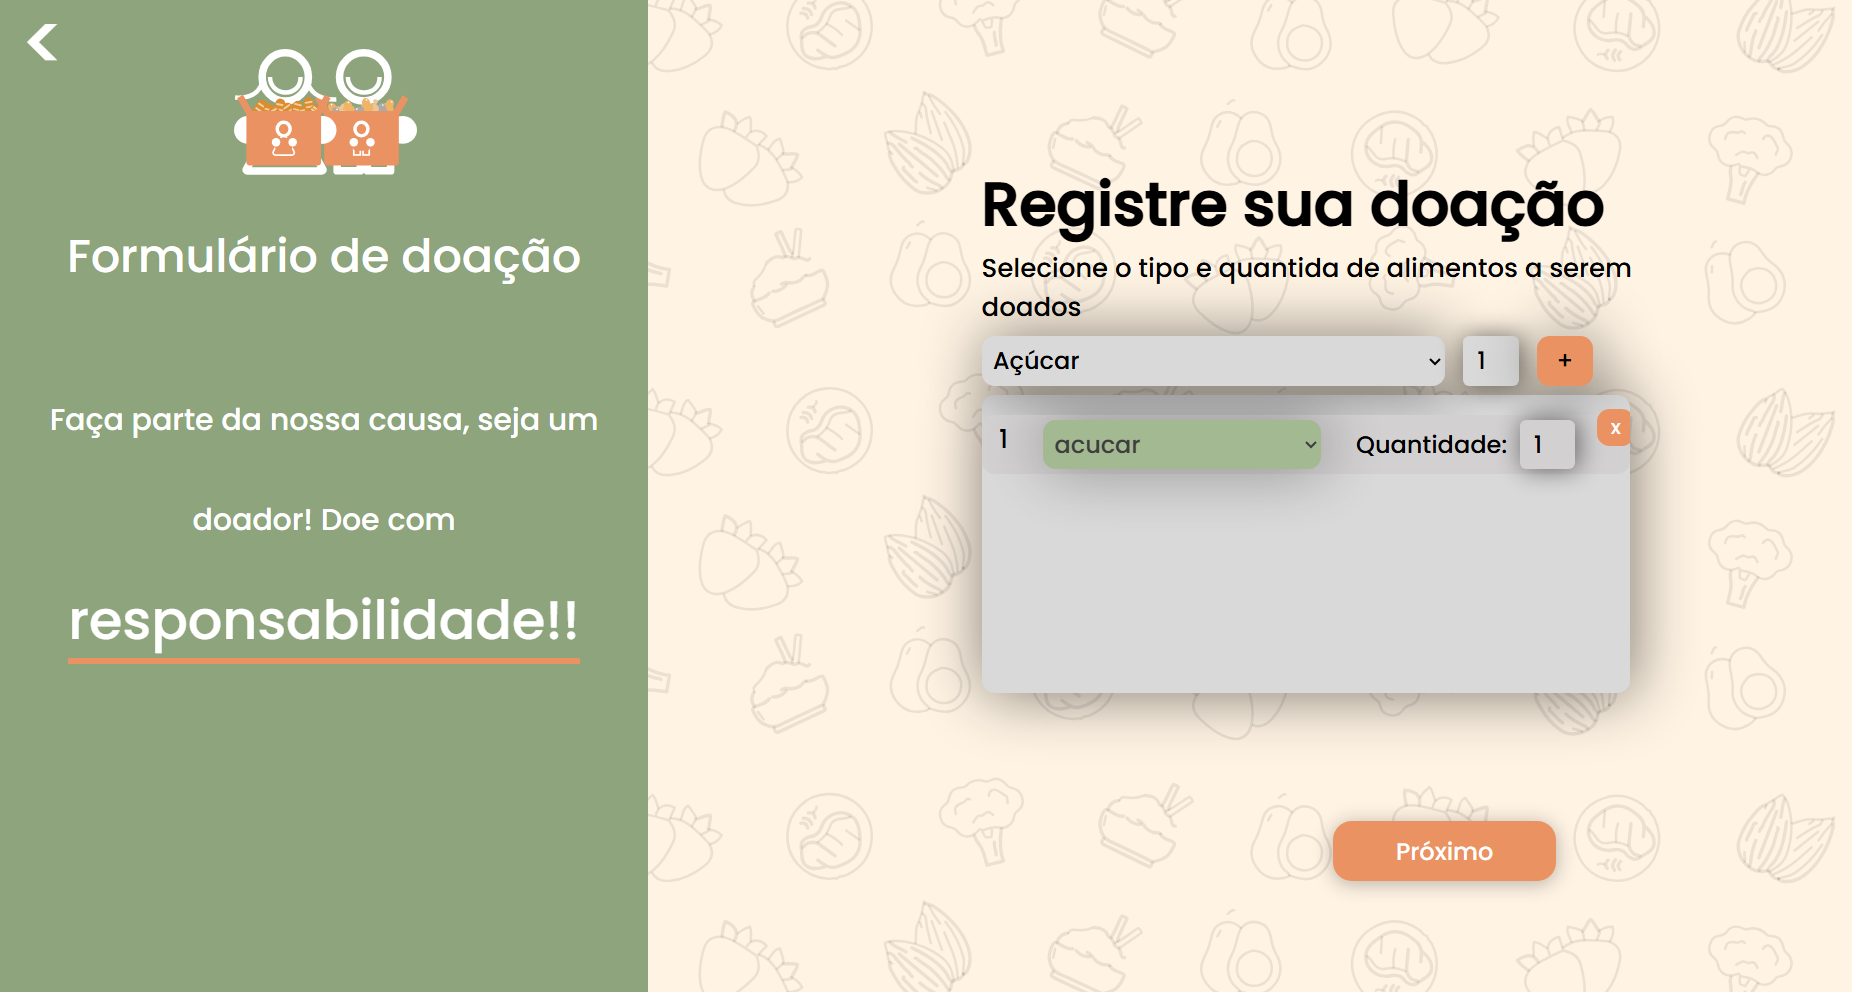 Formulário de doação
Faça parte da nossa causa, seja um
doador! Doe com
responsabilidade!!
Registre sua doação
Selecione o tipo e quantida de alimentos a serem
doados
Açúcar 1 +
1 acucar Quantidade: 1 x
Próximo